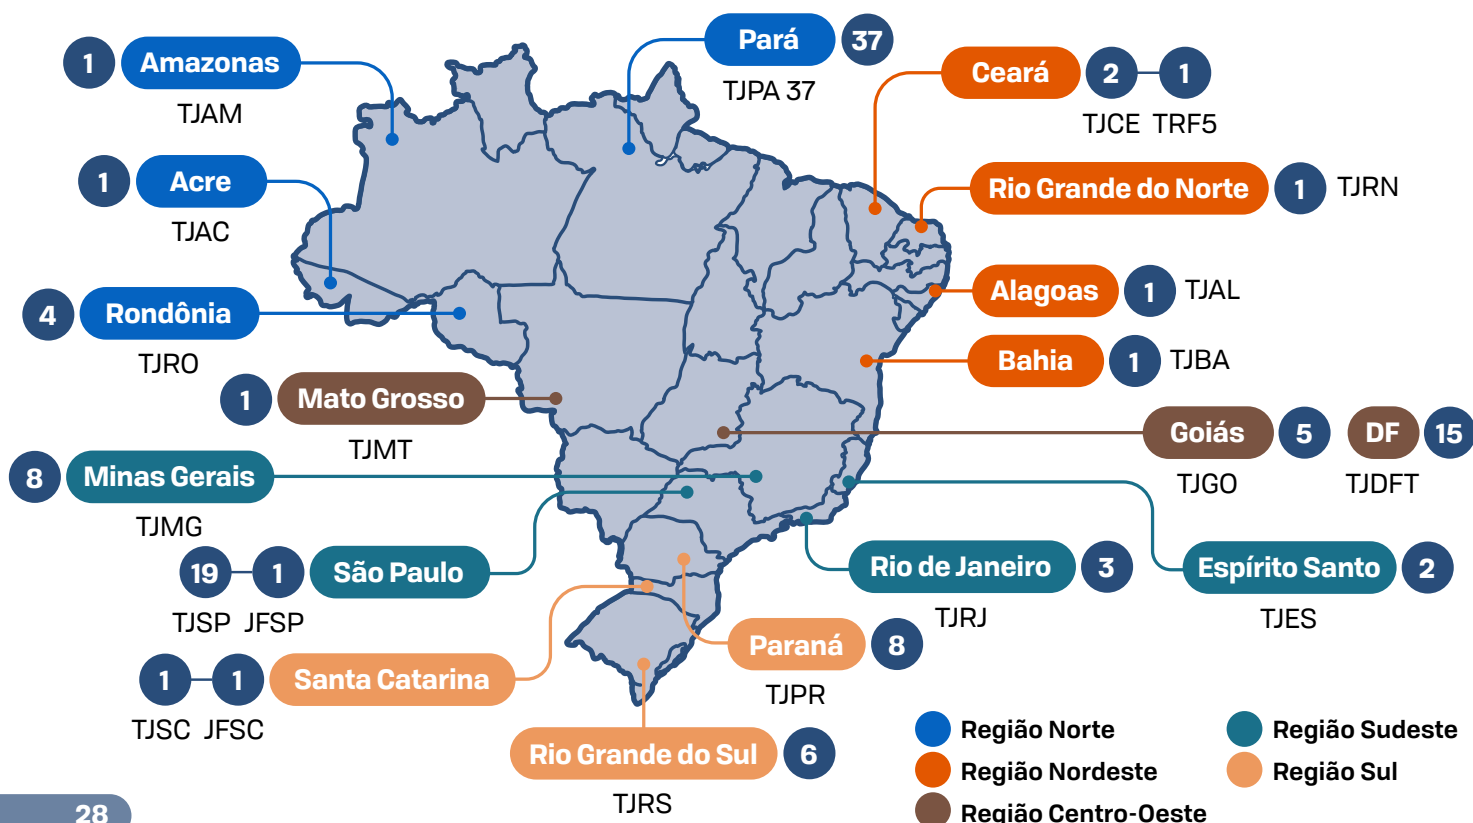 1 Amazonas
TJAM
Pará 37
TJPA 37
Ceará 2 1
TJCE TRF5
1 Acre
TJAC
Rio Grande do Norte 1 TJRN
4 Rondônia
TJRO
Alagoas 1 TJAL
Bahia 1 TJBA
1 Mato Grosso
TJMT
Goiás 5 DF 15
TJGO TJDFT
8 Minas Gerais
TJMG
19 1 São Paulo
TJSP JFSP
Rio de Janeiro 3
TJRJ
Espírito Santo 2
TJES
Paraná 8
TJPR
1 1 Santa Catarina
TJSC JFSC
Rio Grande do Sul 6
TJRS
Região Norte
Região Nordeste
Região Centro-Oeste
Região Sudeste
Região Sul
28